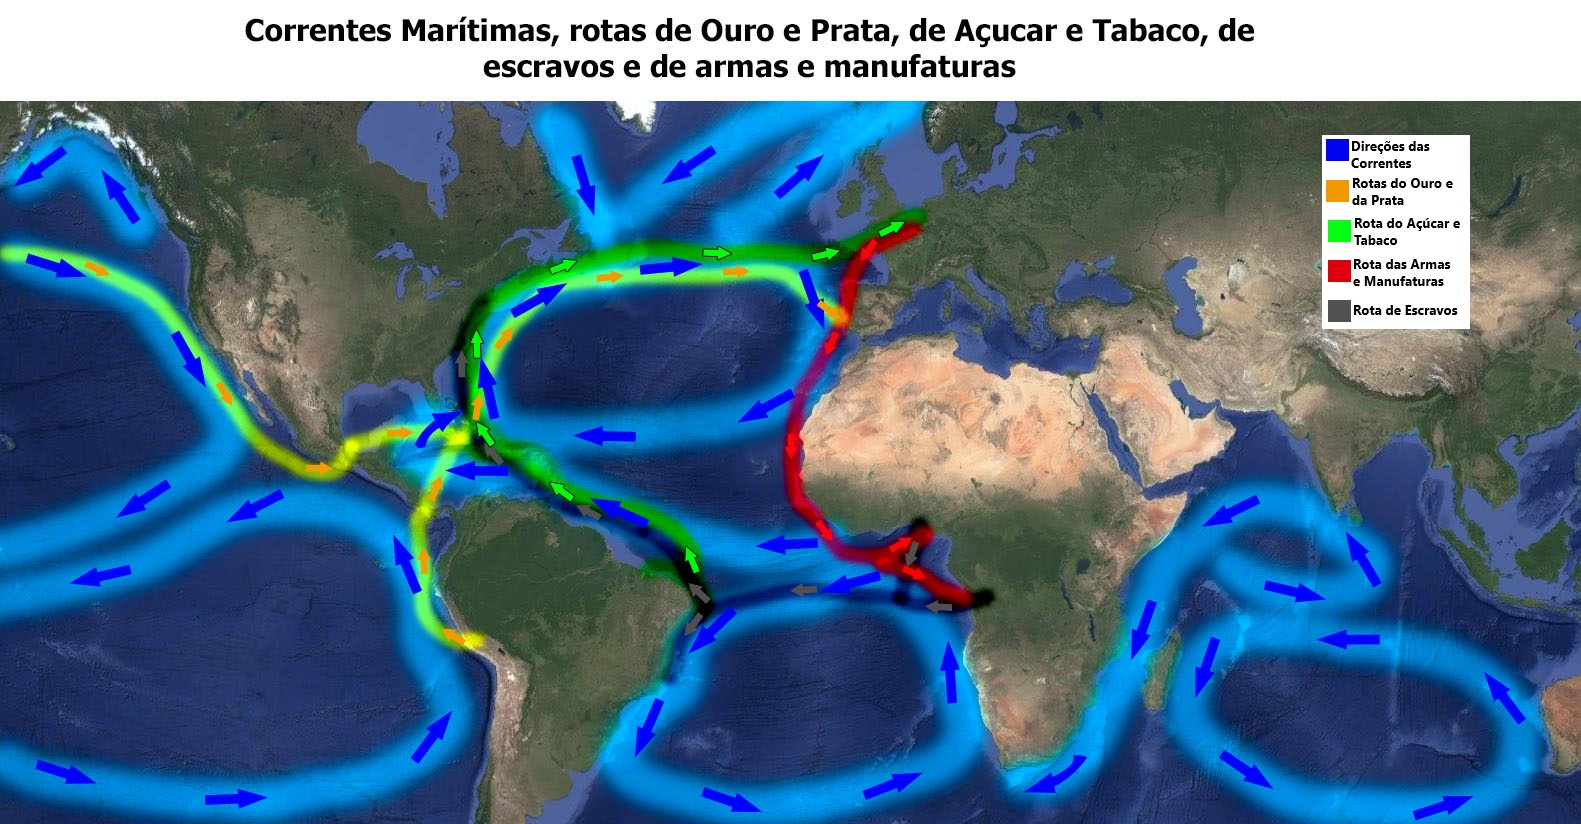 Correntes Marítimas, rotas de Ouro e Prata, de Açucar e Tabaco, de
escravos e de armas e manufaturas
Direções das
Correntes
Rotas do Ouro e
da Prata
Rota do Açúcar e
Tabaco
Rota das Armas
e Manufaturas
Rota de Escravos